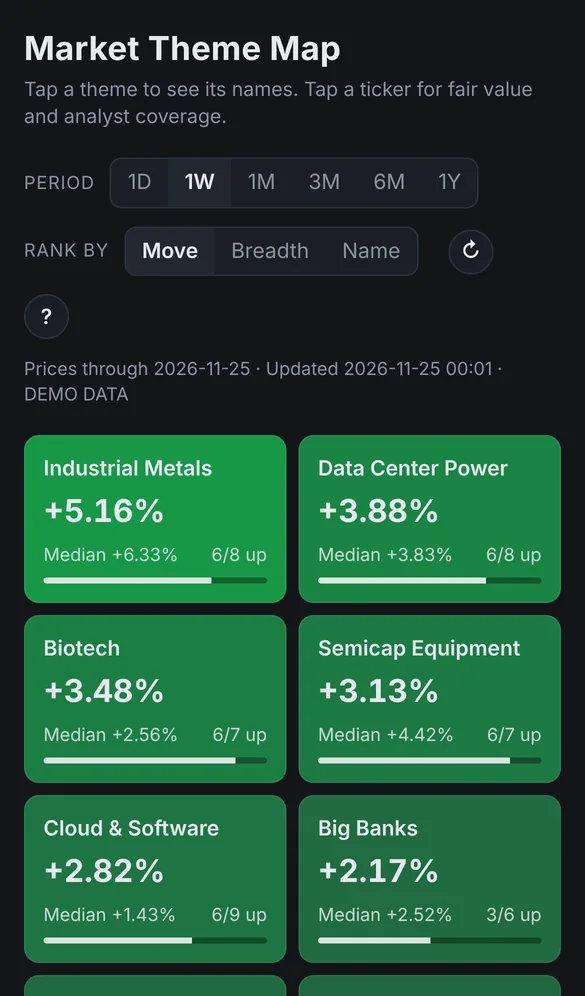 Market Theme Map
Tap a theme to see its names. Tap a ticker for fair value
and analyst coverage.
PERIOD 1D 1W 1M 3M 6M 1Y
RANK BY Move Breadth Name
?
Prices through 2026-11-25 · Updated 2026-11-25 00:01 ·
DEMO DATA
Industrial Metals
+5.16%
Median +6.33% 6/8 up
Data Center Power
+3.88%
Median +3.83% 6/8 up
Biotech
+3.48%
Median +2.56% 6/7 up
Semicap Equipment
+3.13%
Median +4.42% 6/7 up
Cloud & Software
+2.82%
Median +1.43% 6/9 up
Big Banks
+2.17%
Median +2.52% 3/6 up